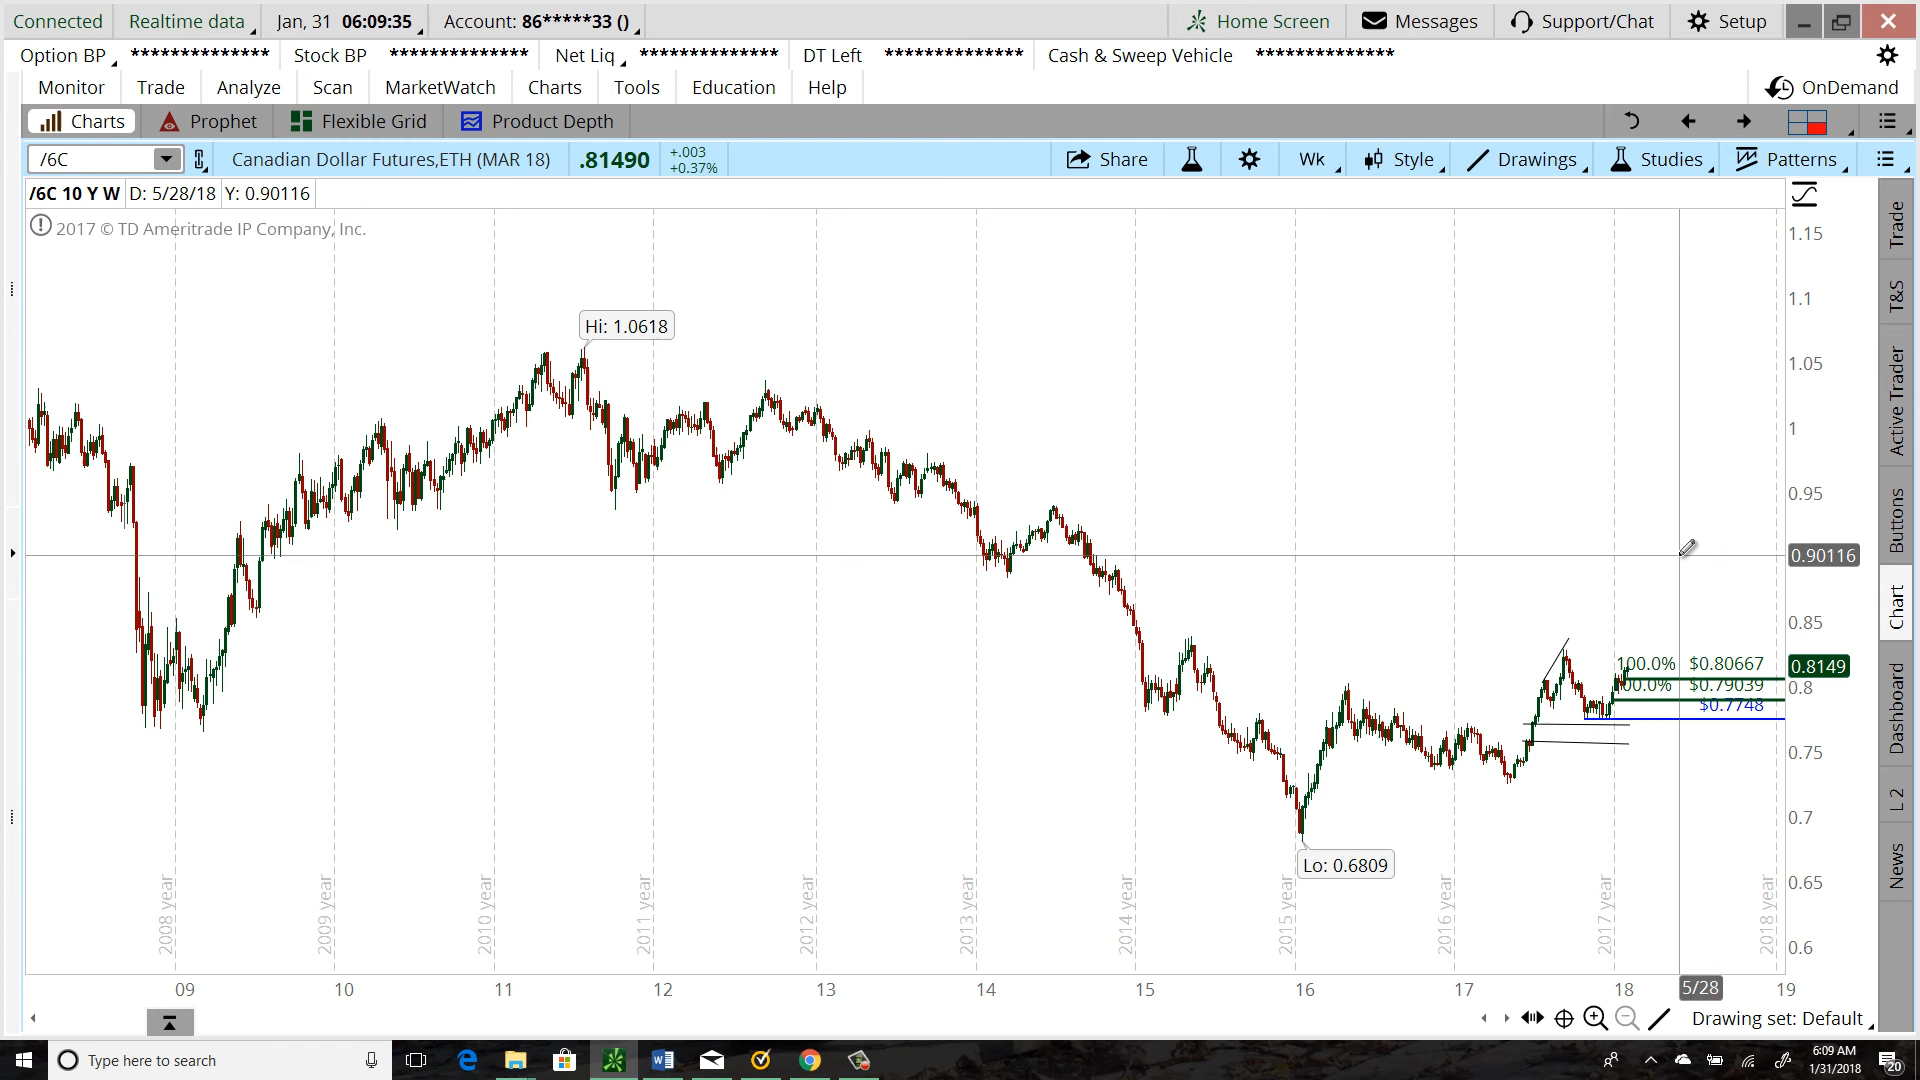 Connected Realtime data Jan, 31 06:09:35 Account: 86*****33 () Home Screen Messages Support/Chat Setup
Option BP ************** Stock BP ************** Net Liq ************** DT Left ************** Cash & Sweep Vehicle **************
Monitor Trade Analyze Scan MarketWatch Charts Tools Education Help OnDemand
Charts Prophet Flexible Grid Product Depth
/6C Canadian Dollar Futures,ETH (MAR 18) .81490 +.003 +0.37% Share Wk Style Drawings Studies Patterns
/6C 10 Y W D: 5/28/18 Y: 0.90116
2017 © TD Ameritrade IP Company, Inc.
1.15
1.1
Hi: 1.0618
1.05
1
0.95
0.90116
0.85
100.0% $0.80667
0.8149
00.0% $0.79039
0.8
$0.7748
0.75
0.7
Lo: 0.6809
0.65
0.6
2008 year 2009 year 2010 year 2011 year 2012 year 2013 year 2014 year 2015 year 2016 year 2017 year 2018 year
09 10 11 12 13 14 15 16 17 18 5/28 19
Drawing set: Default
Trade
T&S
Active Trader
Buttons
Chart
Dashboard
L 2
News
Type here to search
6:09 AM
1/31/2018
20